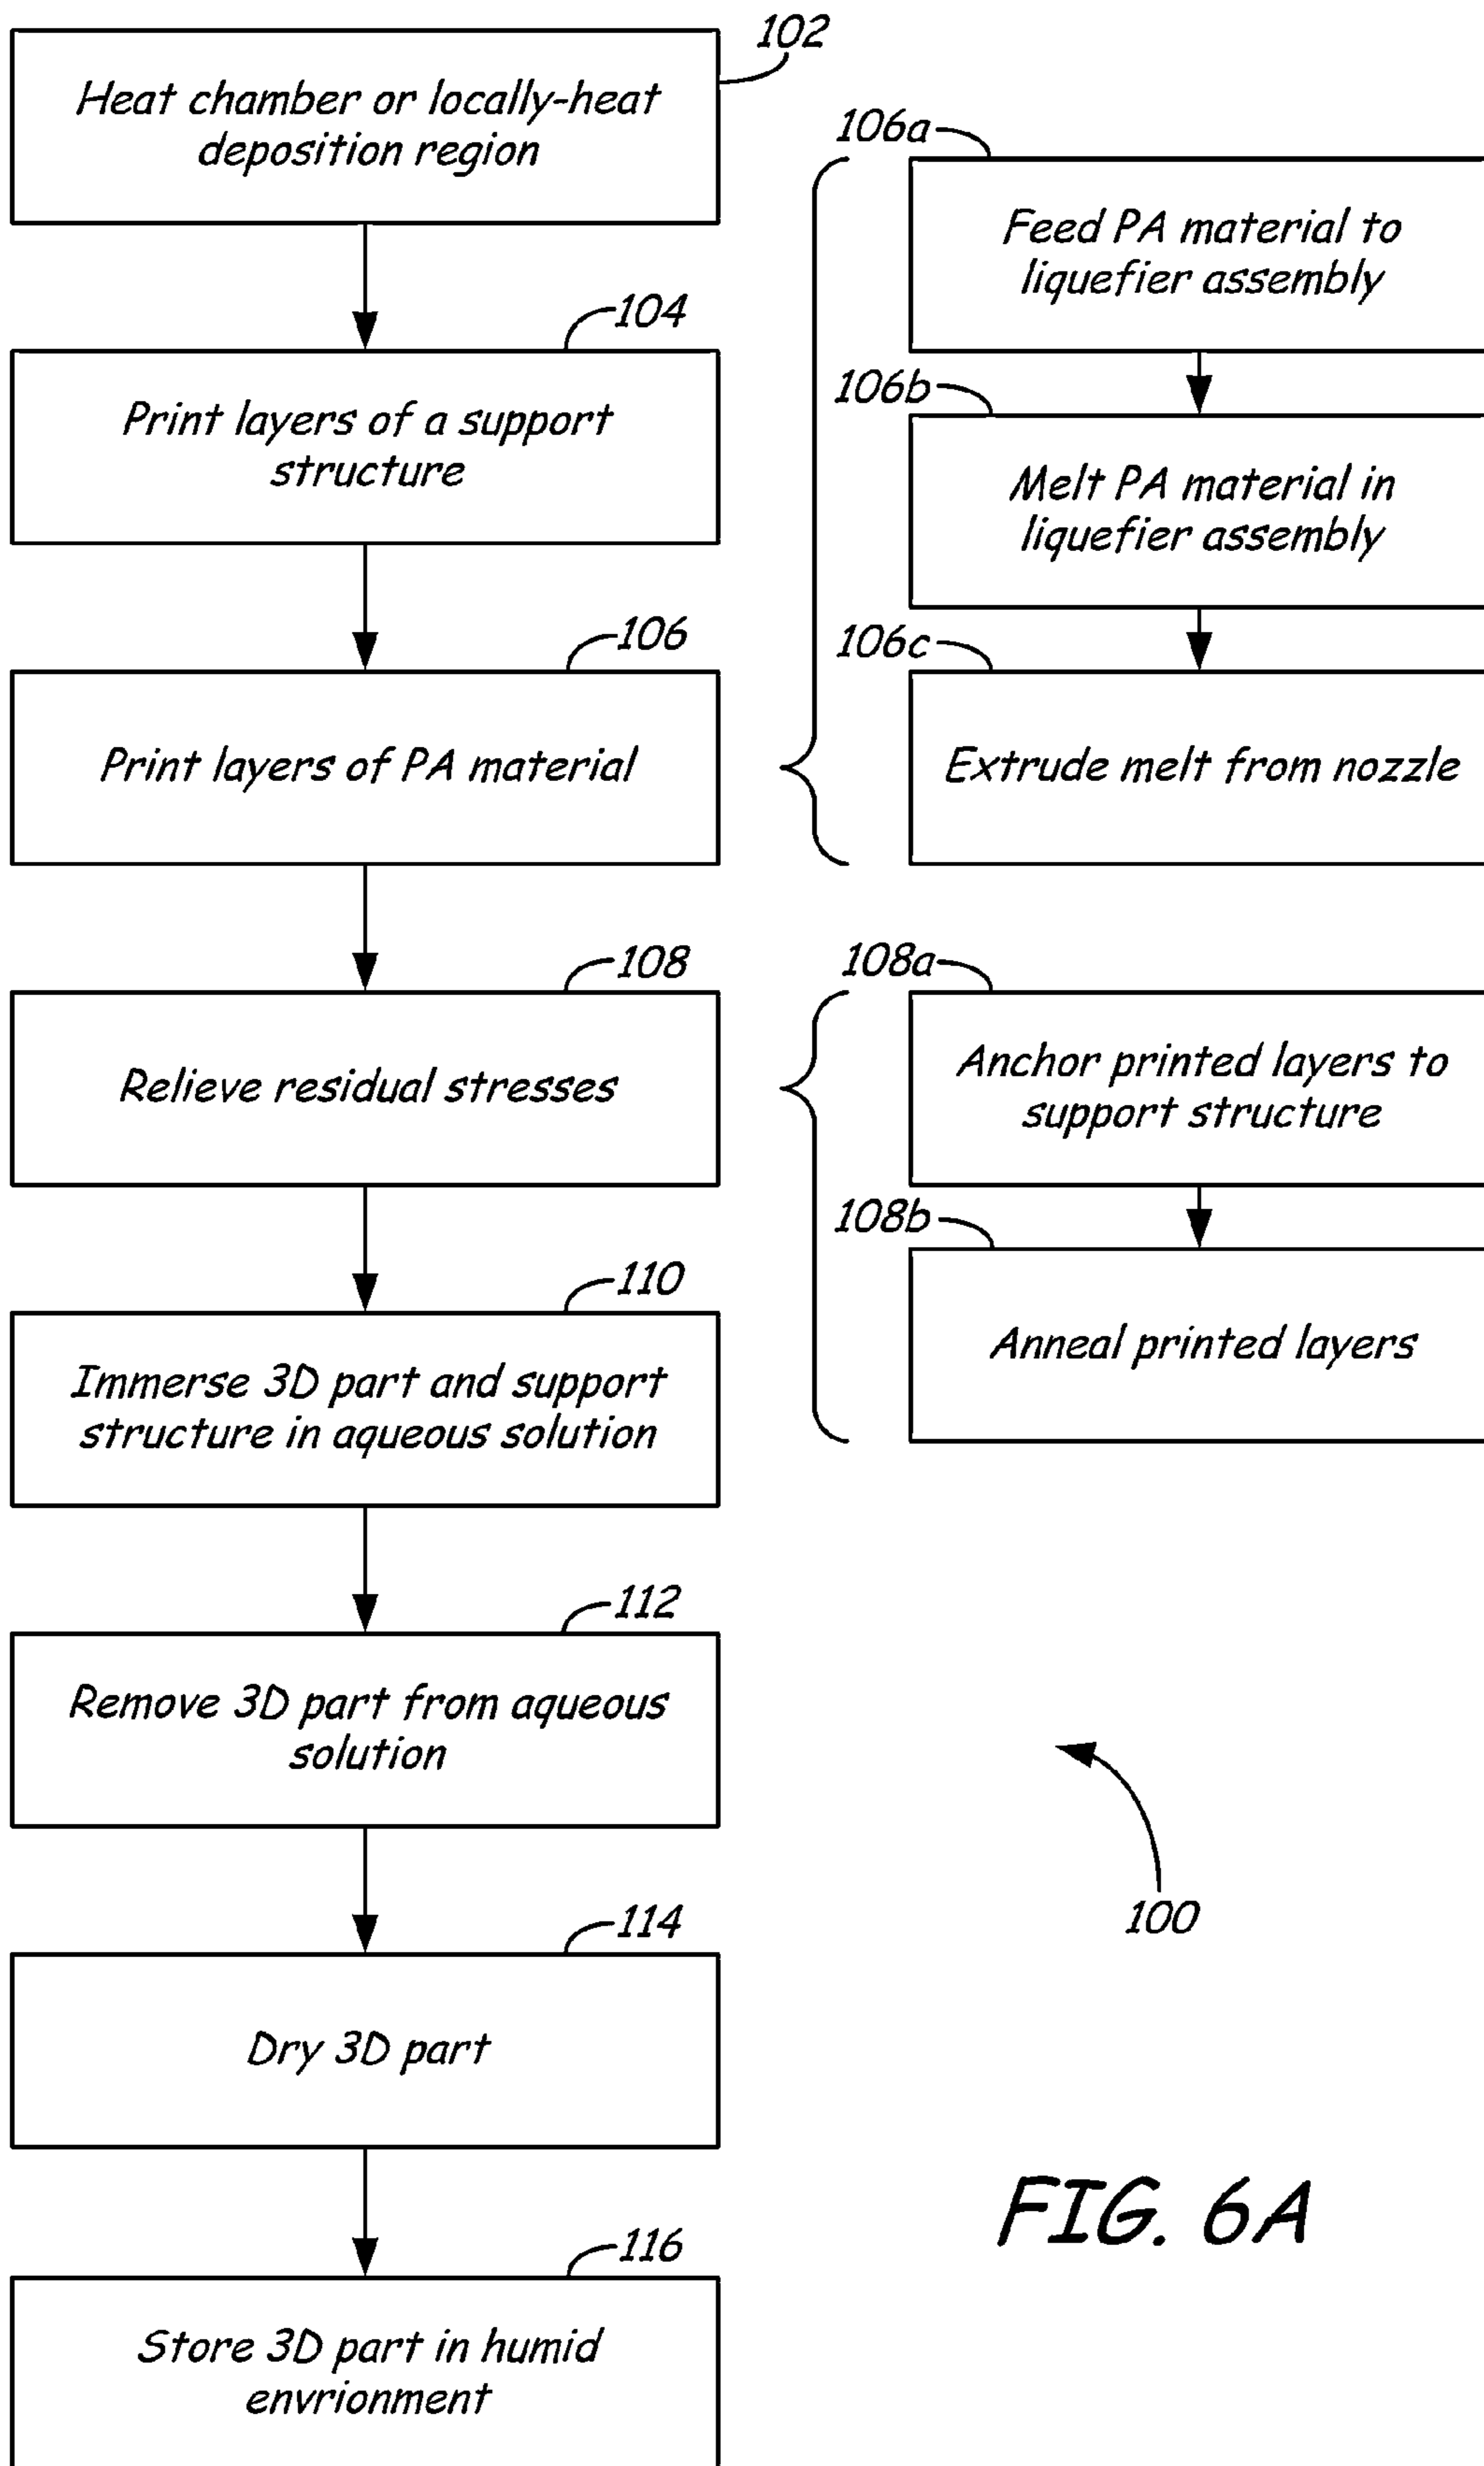 102
Heat chamber or locally-heat
deposition region
104
Print layers of a support
structure
106
Print layers of PA material
106a
Feed PA material to
liquefier assembly
106b
Melt PA material in
liquefier assembly
106c
Extrude melt from nozzle
108
Relieve residual stresses
108a
Anchor printed layers to
support structure
108b
Anneal printed layers
110
Immerse 3D part and support
structure in aqueous solution
112
Remove 3D part from aqueous
solution
114
Dry 3D part
116
Store 3D part in humid
envrionment
100
FIG. 6A